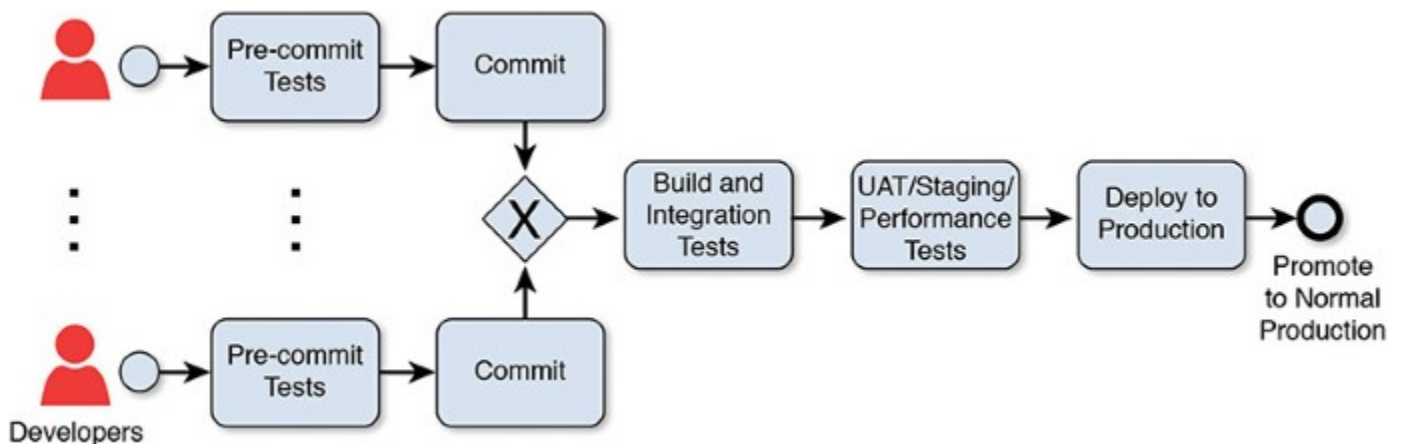 Pre-commit
Tests
Commit
X
Build and
Integration
Tests
UAT/Staging/
Performance
Tests
Deploy to
Production
Promote
to Normal
Production
Pre-commit
Tests
Commit
Developers